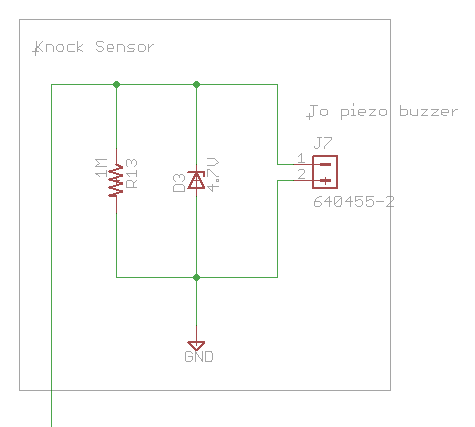 Knock Sensor
To piezo buzzer
J7
1
2
640455-2
1M
R13
D3
4.7V
GND